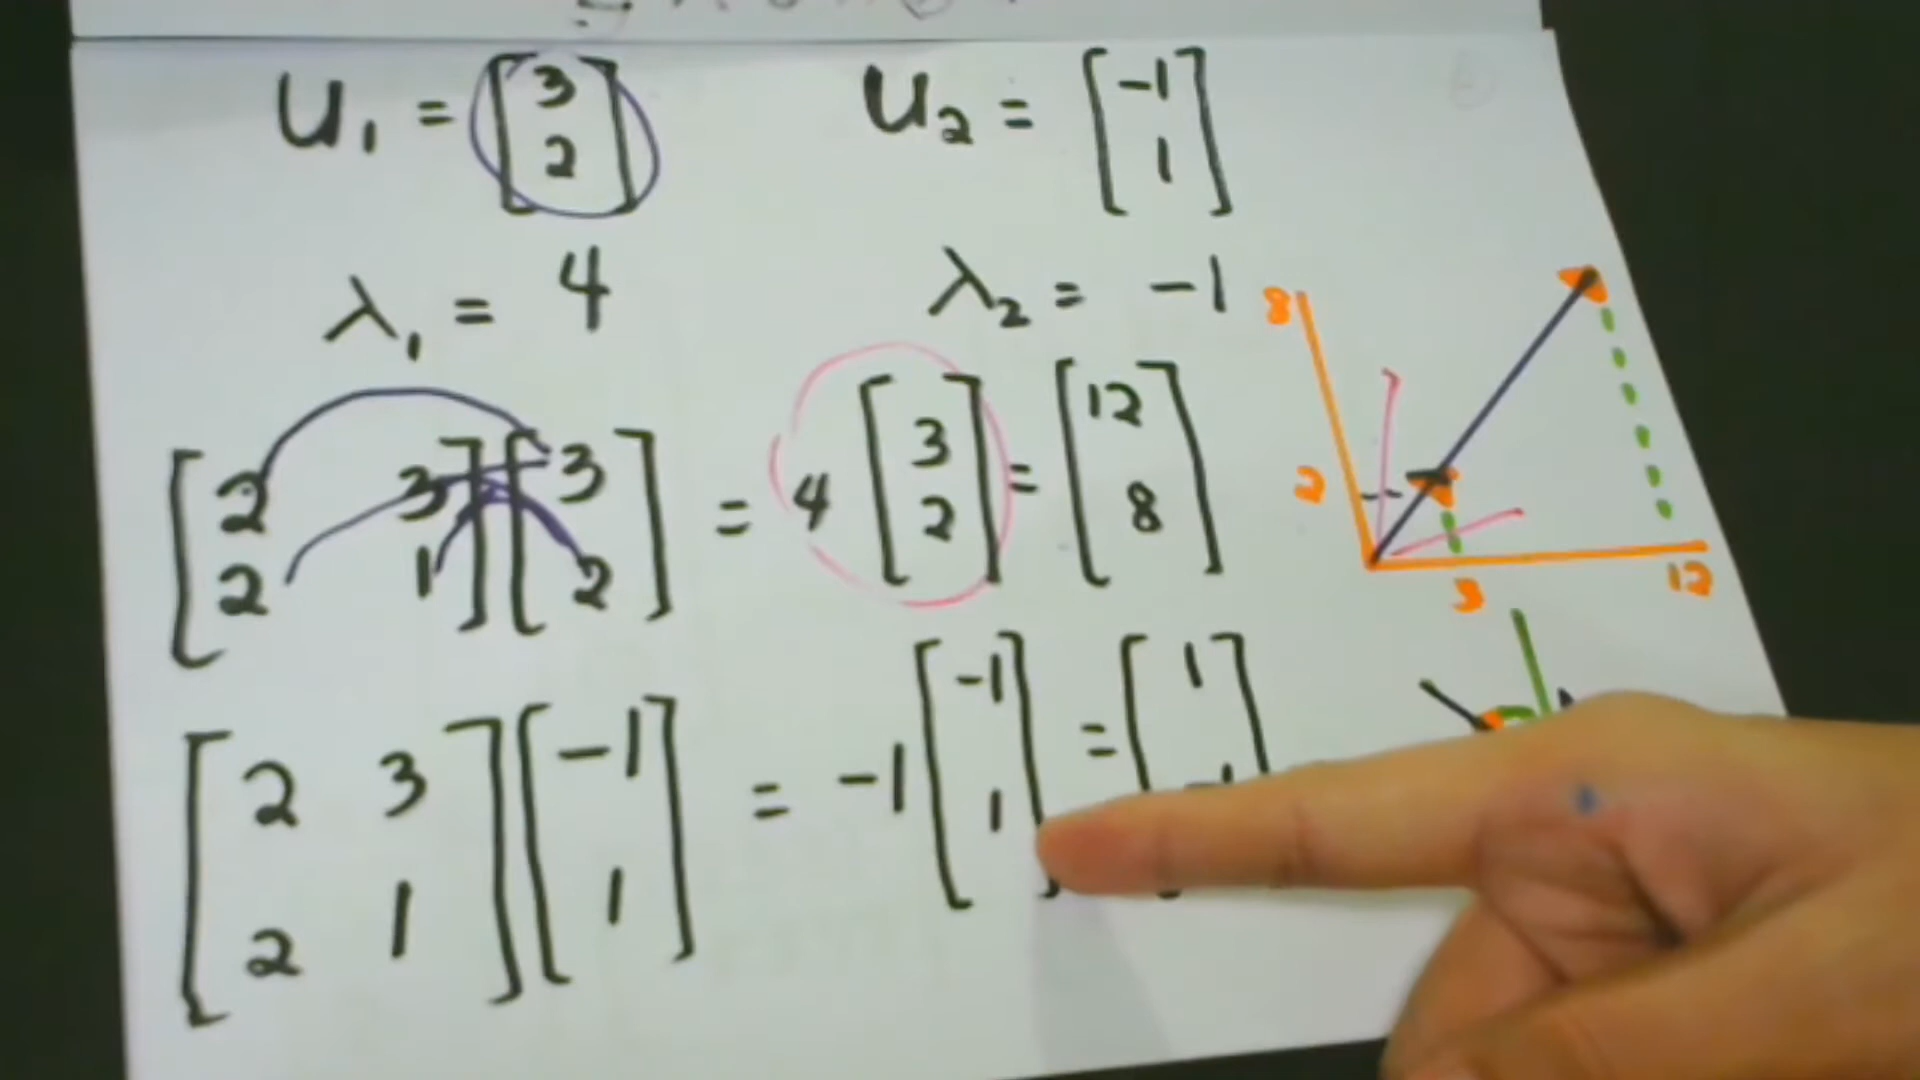 U₁ = [3 2] U₂ = [-1 1]
λ₁ = 4 λ₂ = -1
[2 3 2 1] [3 2] = 4 [3 2] = [12 8]
[2 3 2 1] [-1 1] = -1 [-1 1] = [1 -1]
8
2
3 12